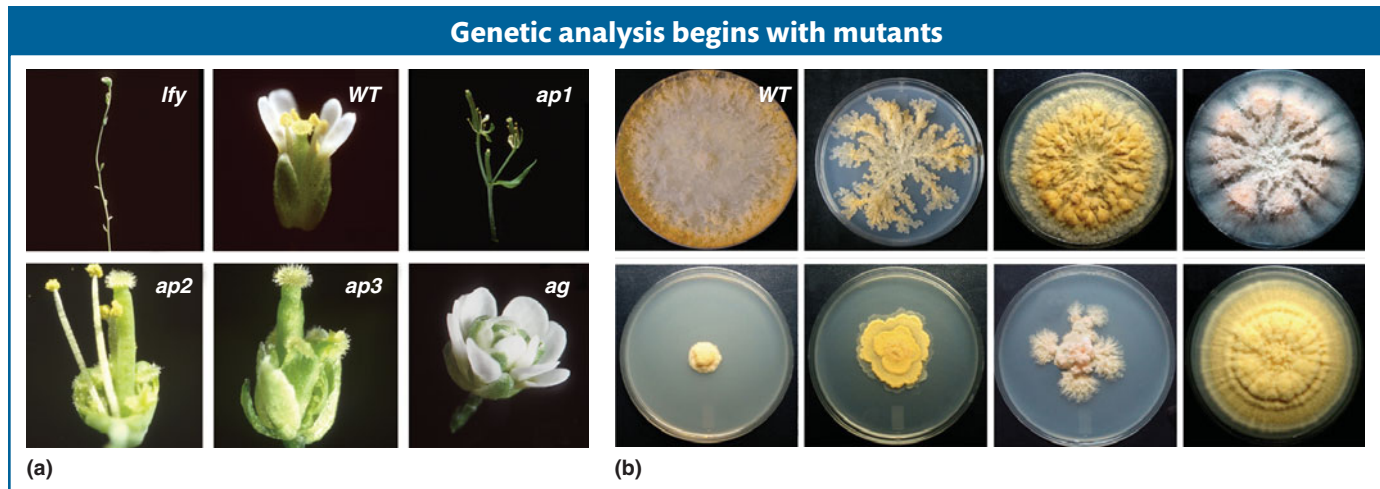 Genetic analysis begins with mutants
lfy
WT
ap1
WT
ap2
ap3
ag
(a)
(b)